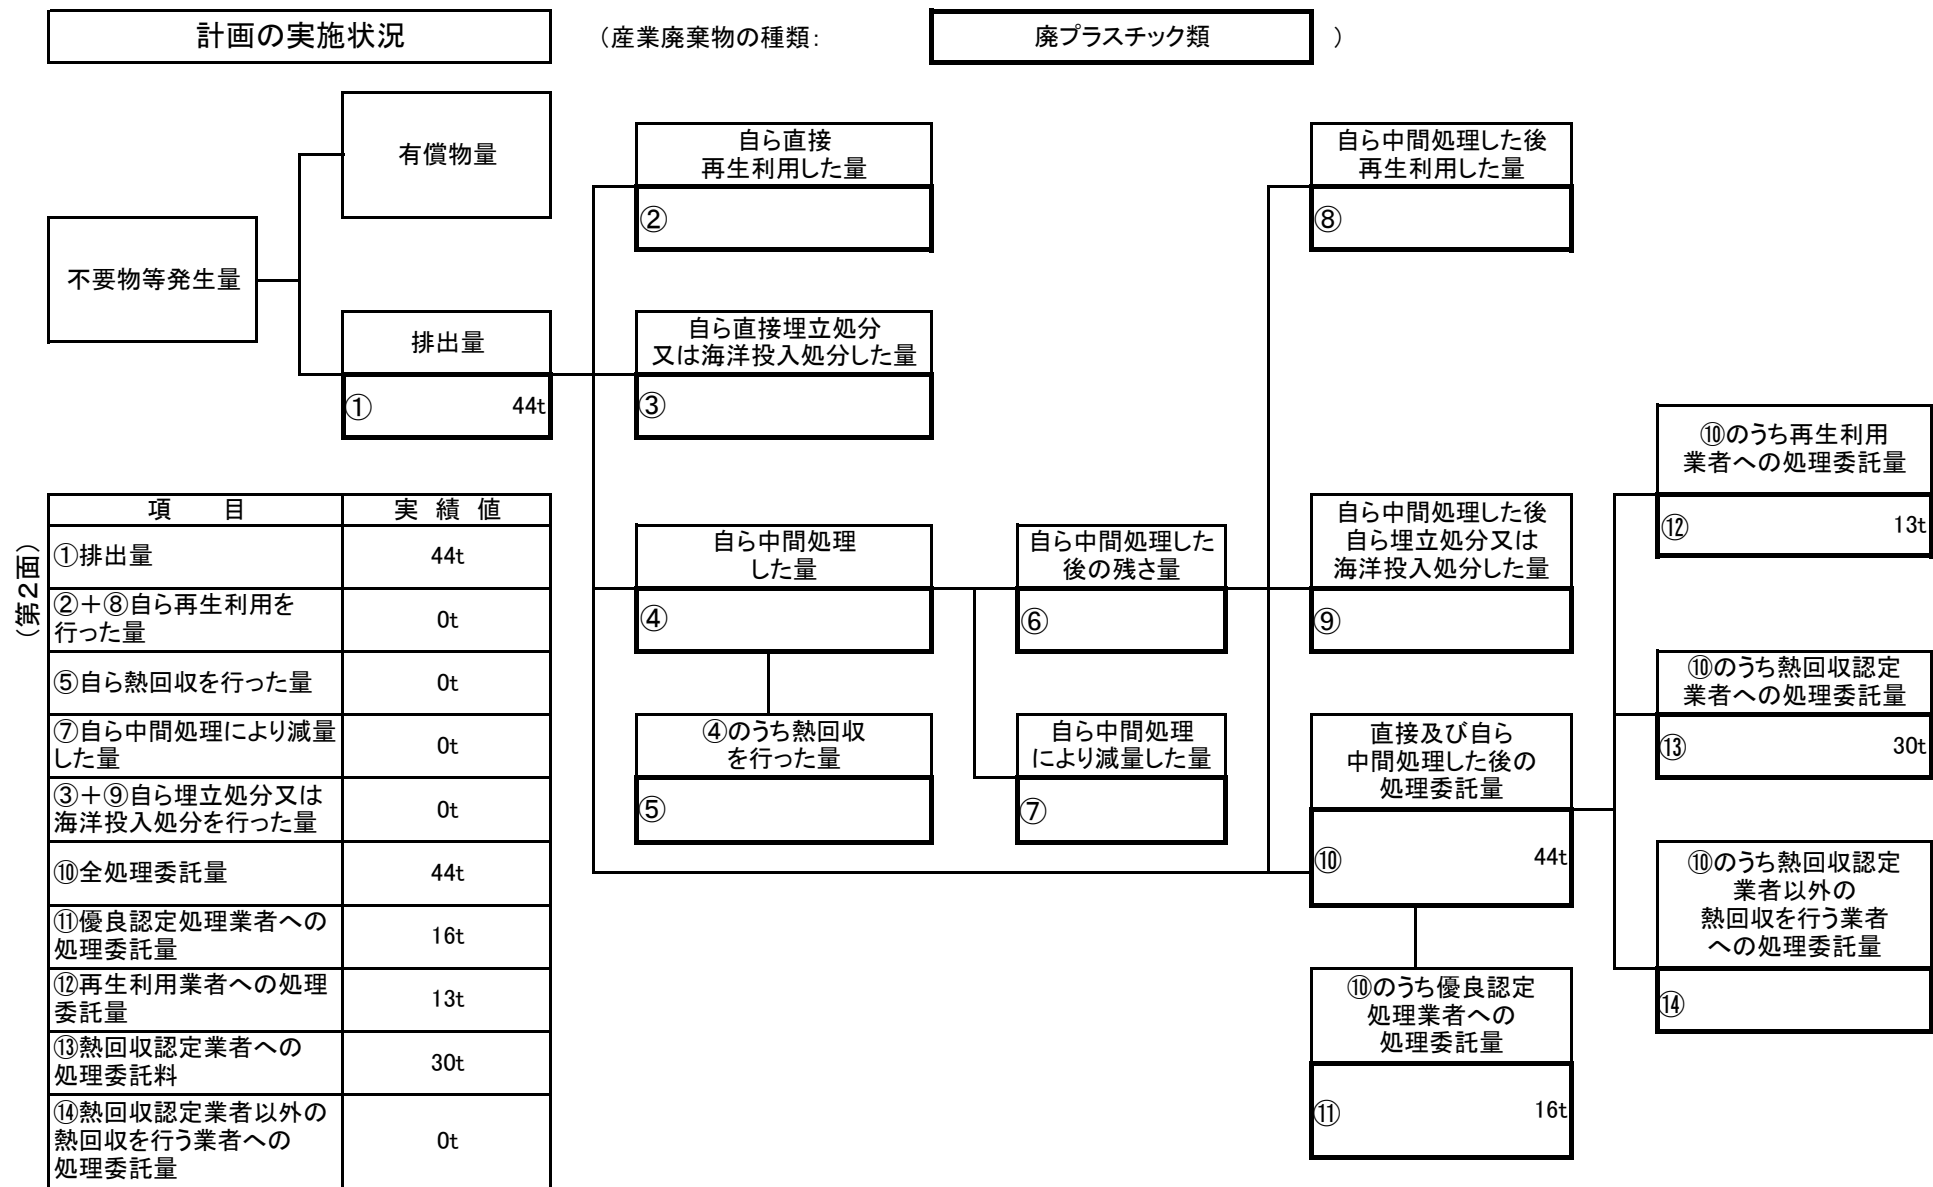 計画の実施状況
（産業廃棄物の種類：
廃プラスチック類
）
有償物量
不要物等発生量
排出量
①
44t
自ら直接
再生利用した量
②
自ら直接埋立処分
又は海洋投入処分した量
③
自ら中間処理
した量
④
④のうち熱回収
を行った量
⑤
自ら中間処理した
後の残さ量
⑥
自ら中間処理
により減量した量
⑦
自ら中間処理した後
再生利用した量
⑧
自ら中間処理した後
自ら埋立処分又は
海洋投入処分した量
⑨
直接及び自ら
中間処理した後の
処理委託量
⑩
44t
⑩のうち優良認定
処理業者への
処理委託量
⑪
16t
⑩のうち再生利用
業者への処理委託量
⑫
13t
⑩のうち熱回収認定
業者への処理委託量
⑬
30t
⑩のうち熱回収認定
業者以外の
熱回収を行う業者
への処理委託量
⑭
（第2面）
項　　目
実 績 値
①排出量
44t
②＋⑧自ら再生利用を
行った量
0t
⑤自ら熱回収を行った量
0t
⑦自ら中間処理により減量
した量
0t
③＋⑨自ら埋立処分又は
海洋投入処分を行った量
0t
⑩全処理委託量
44t
⑪優良認定処理業者への
処理委託量
16t
⑫再生利用業者への処理
委託量
13t
⑬熱回収認定業者への
処理委託料
30t
⑭熱回収認定業者以外の
熱回収を行う業者への
処理委託量
0t